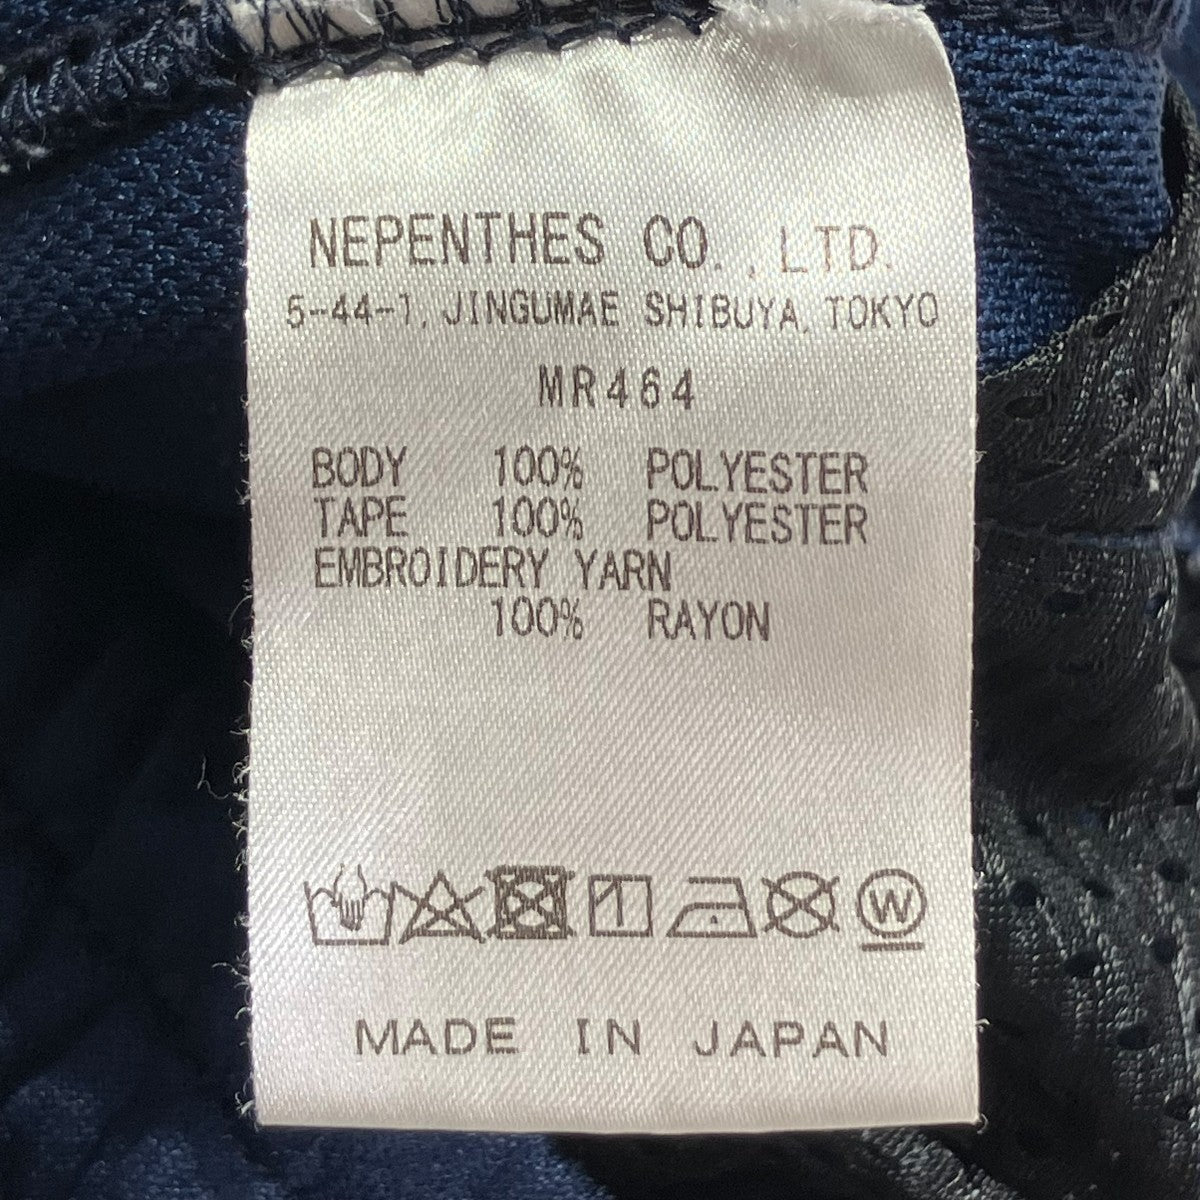 NEPENTHES CO., LTD.
5-44-1, JINGUMAE SHIBUYA, TOKYO
MR464
BODY 100% POLYESTER
TAPE 100% POLYESTER
EMBROIDERY YARN
100% RAYON
W
MADE IN JAPAN